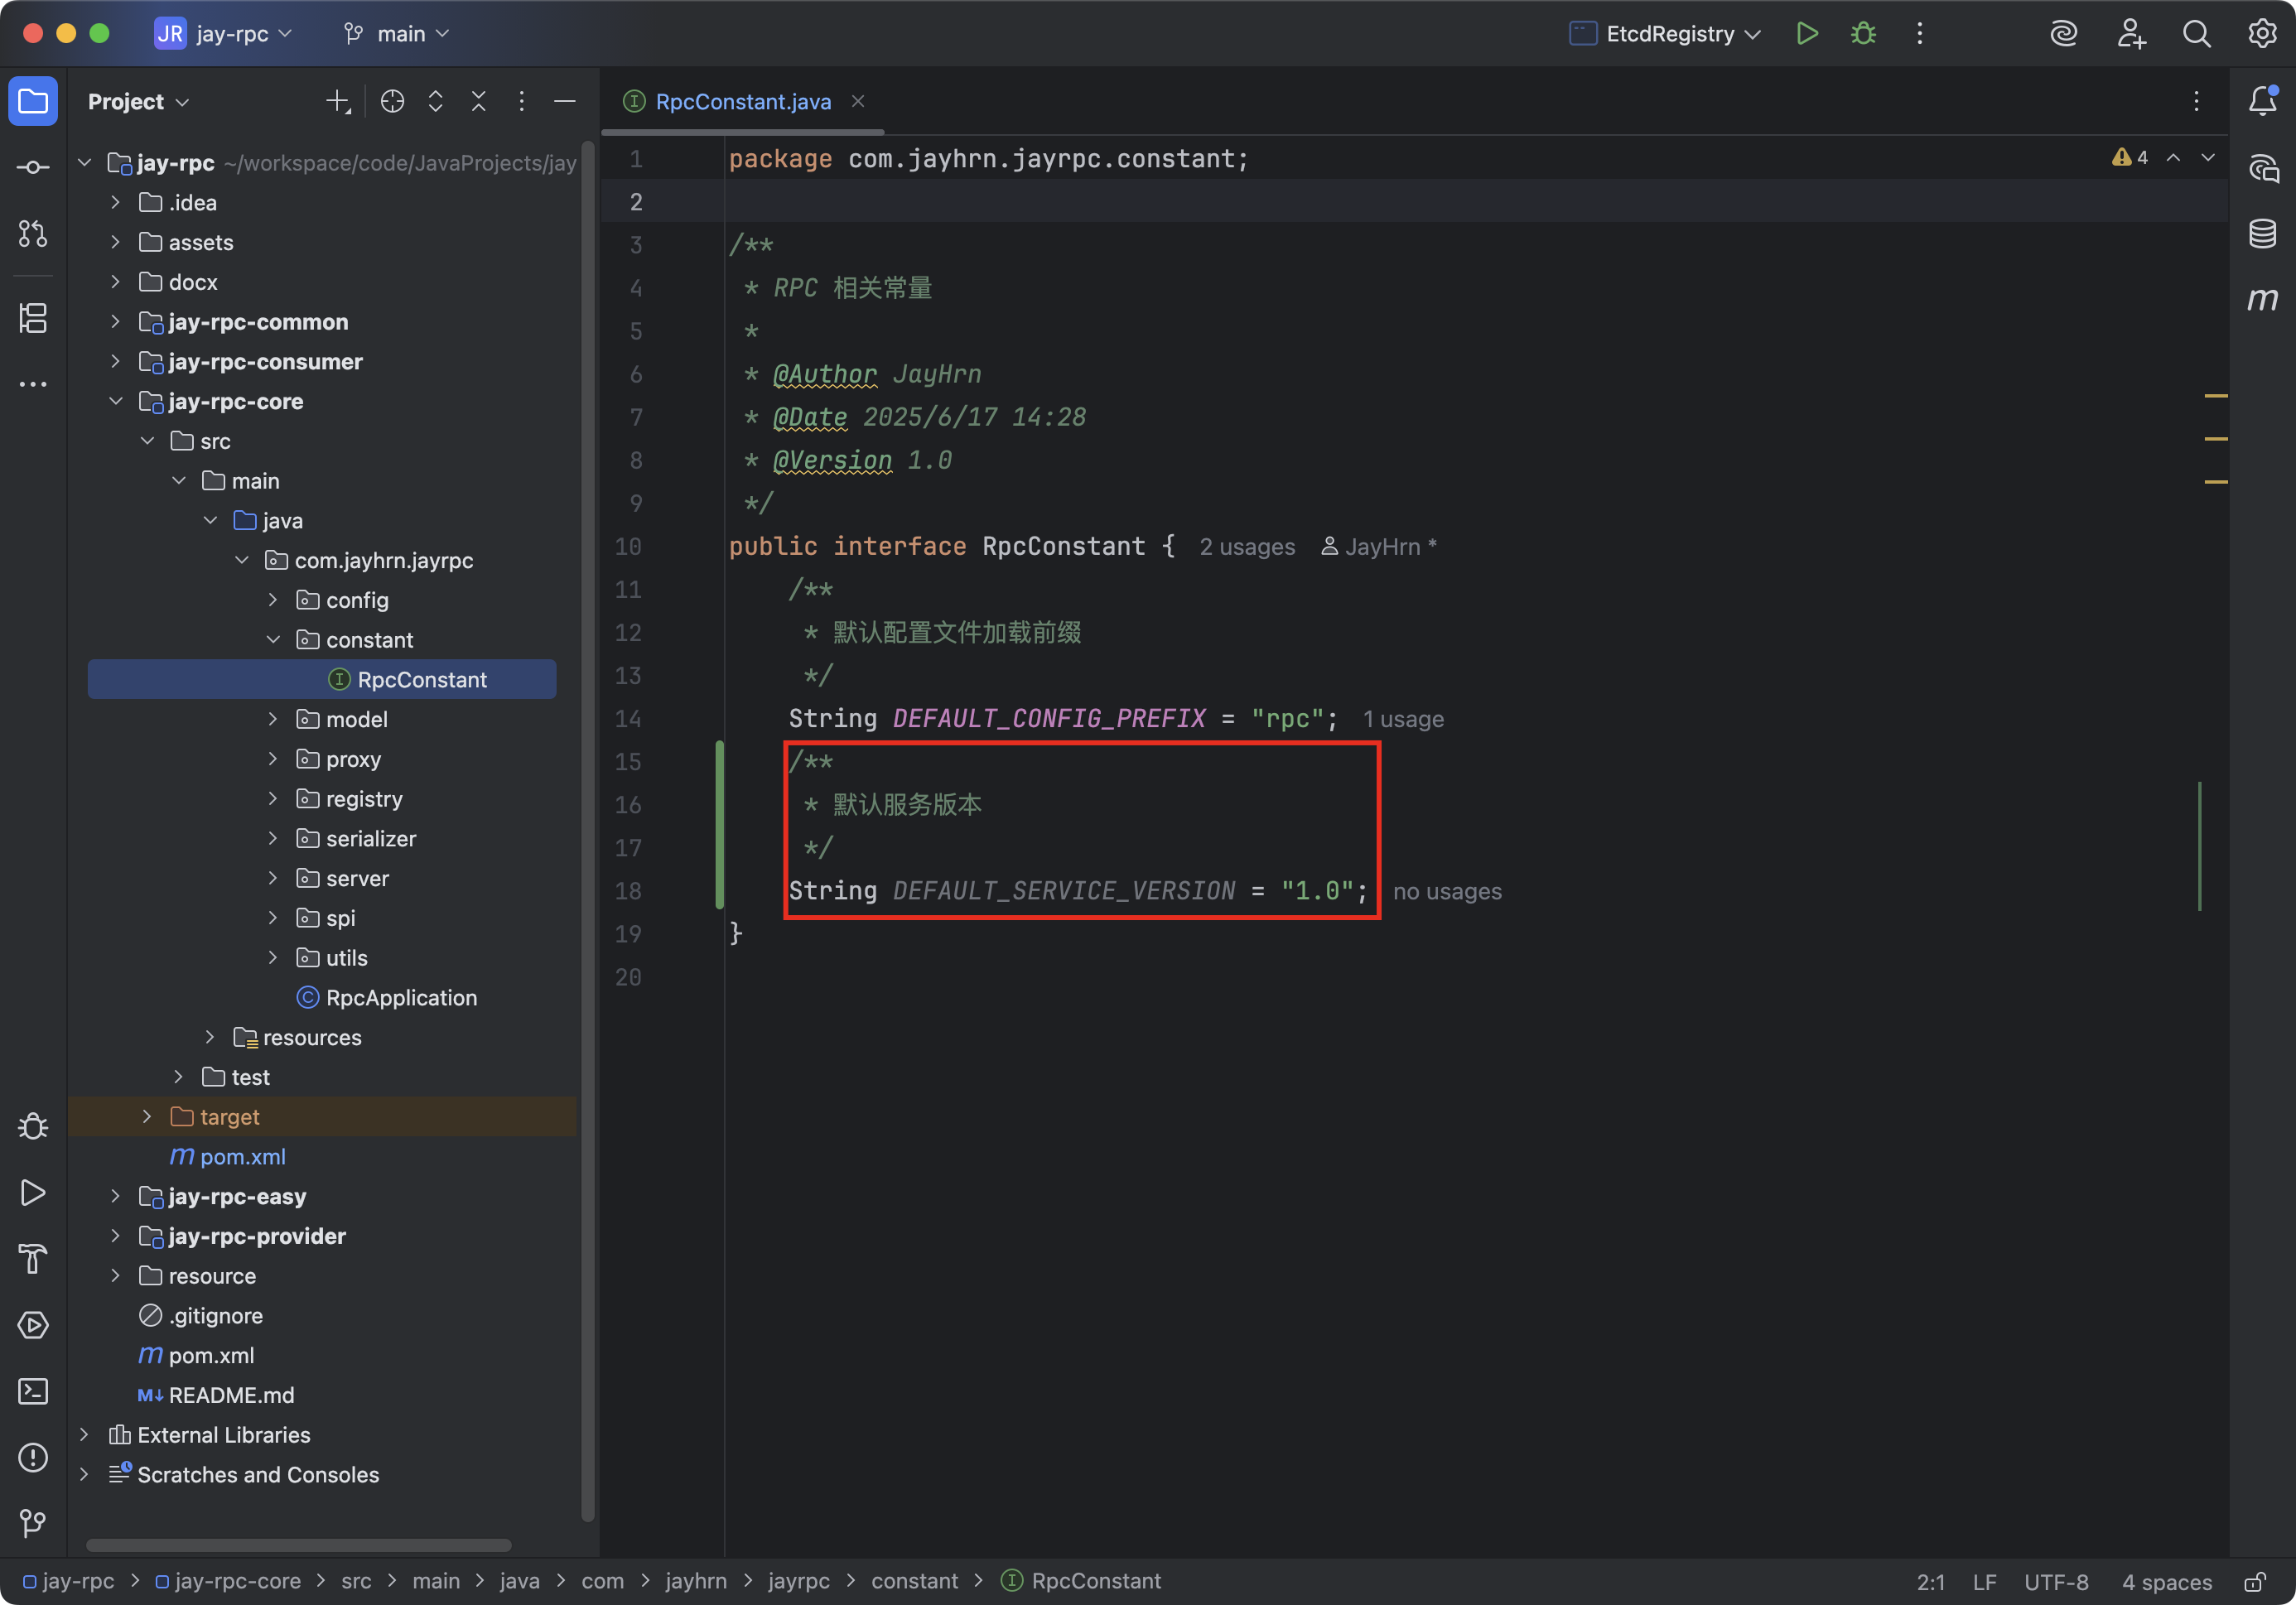 JR jay-rpc main EtcdRegistry
Project
RpcConstant.java
jay-rpc ~/workspace/code/JavaProjects/jay
.idea
assets
docx
jay-rpc-common
jay-rpc-consumer
jay-rpc-core
src
main
java
com.jayhrn.jayrpc
config
constant
RpcConstant
model
proxy
registry
serializer
server
spi
utils
RpcApplication
resources
test
target
m pom.xml
jay-rpc-easy
jay-rpc-provider
resource
.gitignore
m pom.xml
M↓ README.md
External Libraries
Scratches and Consoles
4
1 package com.jayhrn.jayrpc.constant;
2
3 /**
4 * RPC 相关常量
5 *
6 * @Author JayHrn
7 * @Date 2025/6/17 14:28
8 * @Version 1.0
9 */
10 public interface RpcConstant { 2 usages JayHrn *
11 /**
12 * 默认配置文件加载前缀
13 */
14 String DEFAULT_CONFIG_PREFIX = "rpc"; 1 usage
15 /**
16 * 默认服务版本
17 */
18 String DEFAULT_SERVICE_VERSION = "1.0"; no usages
19 }
20
m
jay-rpc > jay-rpc-core > src > main > java > com > jayhrn > jayrpc > constant > RpcConstant
2:1 LF UTF-8 4 spaces